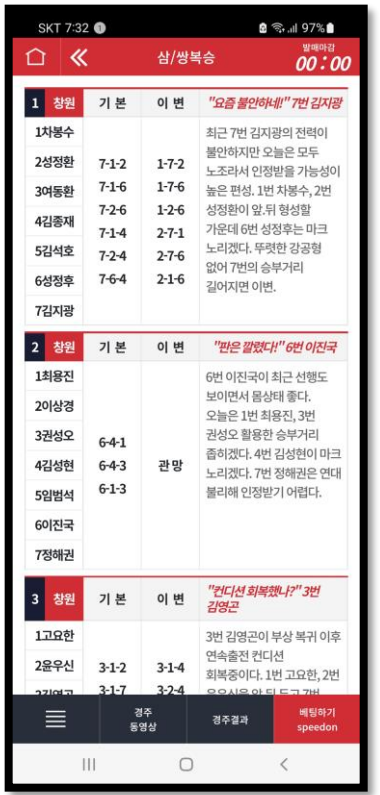 SKT 7:32
97%
삼/쌍복승
발매마감
00:00
1 창원 기 본 이 변 "요즘 불안하네!" 7번 김지광
1차봉수
2성정환
3여동환
4김종재
5김석호
6성정후
7김지광
7-1-2
7-1-6
7-2-6
7-1-4
7-2-4
7-6-4
1-7-2
1-7-6
1-2-6
2-7-1
2-7-6
2-1-6
최근 7번 김지광의 전력이
불안하지만 오늘은 모두
노조라서 인정받을 가능성이
높은 편성. 1번 차봉수, 2번
성정환이 앞.뒤 형성할
가운데 6번 성정후는 마크
노리겠다. 뚜렷한 강공형
없어 7번의 승부거리
길어지면 이변.
2 창원 기 본 이 변 "판은 깔렸다!" 6번 이진국
1최용진
2이상경
3권성오
4김성현
5임범석
6이진국
7정해권
6-4-1
6-4-3
6-1-3
관 망
6번 이진국이 최근 선행도
보이면서 몸상태 좋다.
오늘은 1번 최용진, 3번
권성오 활용한 승부거리
좁히겠다. 4번 김성현이 마크
노리겠다. 7번 정해권은 연대
불리해 인정받기 어렵다.
3 창원 기 본 이 변 "컨디션 회복했나?" 3번
김영곤
1고요한
2윤우신
3김영곤
3-1-2
3-1-7
3-1-4
3-2-4
3번 김영곤이 부상 복귀 이후
연속출전 컨디션
회복중이다. 1번 고요한, 2번
윤우신을 앞.뒤 두고 7번
경주
동영상
경주결과
베팅하기
speedon